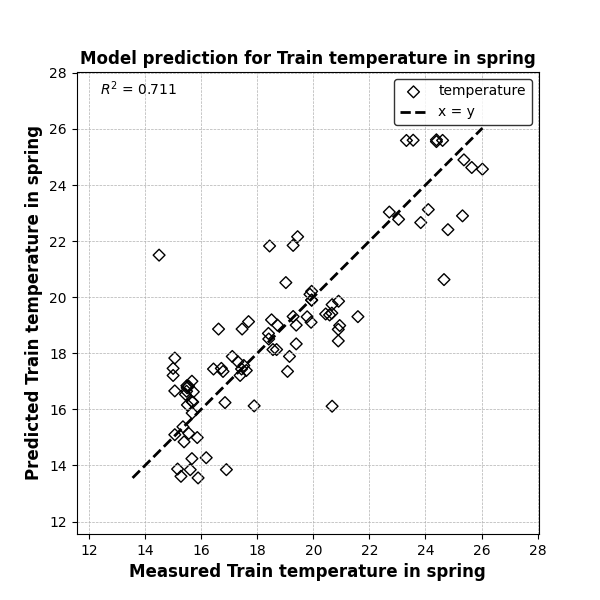 Model prediction for Train temperature in spring
R² = 0.711
temperature
x = y
Predicted Train temperature in spring
28
26
24
22
20
18
16
14
12
12 14 16 18 20 22 24 26 28
Measured Train temperature in spring